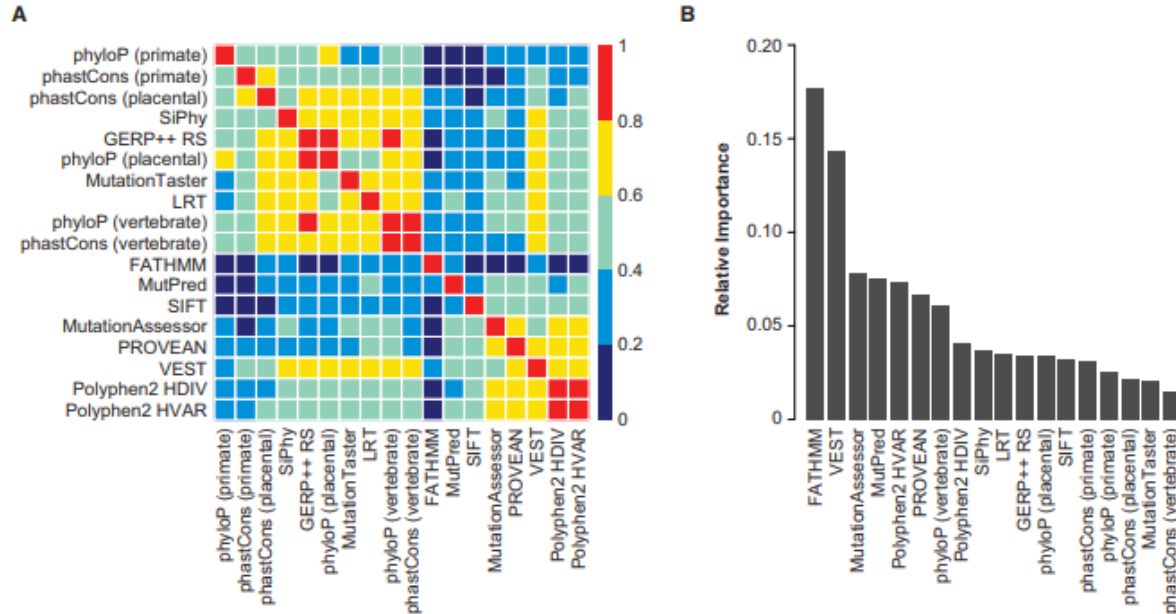 A
phyloP (primate)
phastCons (primate)
phastCons (placental)
SiPhy
GERP++ RS
phyloP (placental)
MutationTaster
LRT
phyloP (vertebrate)
phastCons (vertebrate)
FATHMM
MutPred
SIFT
MutationAssessor
PROVEAN
VEST
Polyphen2 HDIV
Polyphen2 HVAR
phyloP (primate)
phastCons (primate)
phastCons (placental)
SiPhy
GERP++ RS
phyloP (placental)
MutationTaster
LRT
phyloP (vertebrate)
phastCons (vertebrate)
FATHMM
MutPred
SIFT
MutationAssessor
PROVEAN
VEST
Polyphen2 HDIV
Polyphen2 HVAR
1
0.8
0.6
0.4
0.2
0
B
Relative Importance
0.20
0.15
0.10
0.05
0
FATHMM
VEST
MutationAssessor
MutPred
Polyphen2 HVAR
PROVEAN
phyloP (vertebrate)
Polyphen2 HDIV
SiPhy
LRT
GERP++ RS
phyloP (placental)
SIFT
phastCons (primate)
phyloP (primate)
phastCons (placental)
MutationTaster
phastCons (vertebrate)